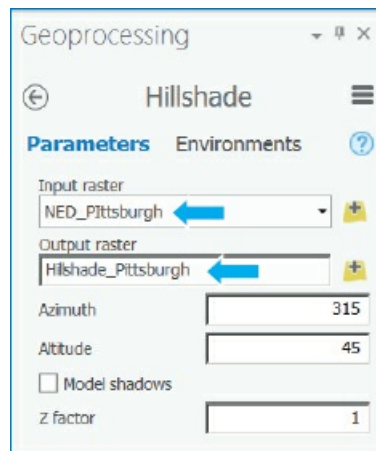 Geoprocessing
Hillshade
Parameters Environments
Input raster
NED_PIttsburgh
Output raster
Hillshade_Pittsburgh
Azimuth 315
Altitude 45
Model shadows
Z factor 1